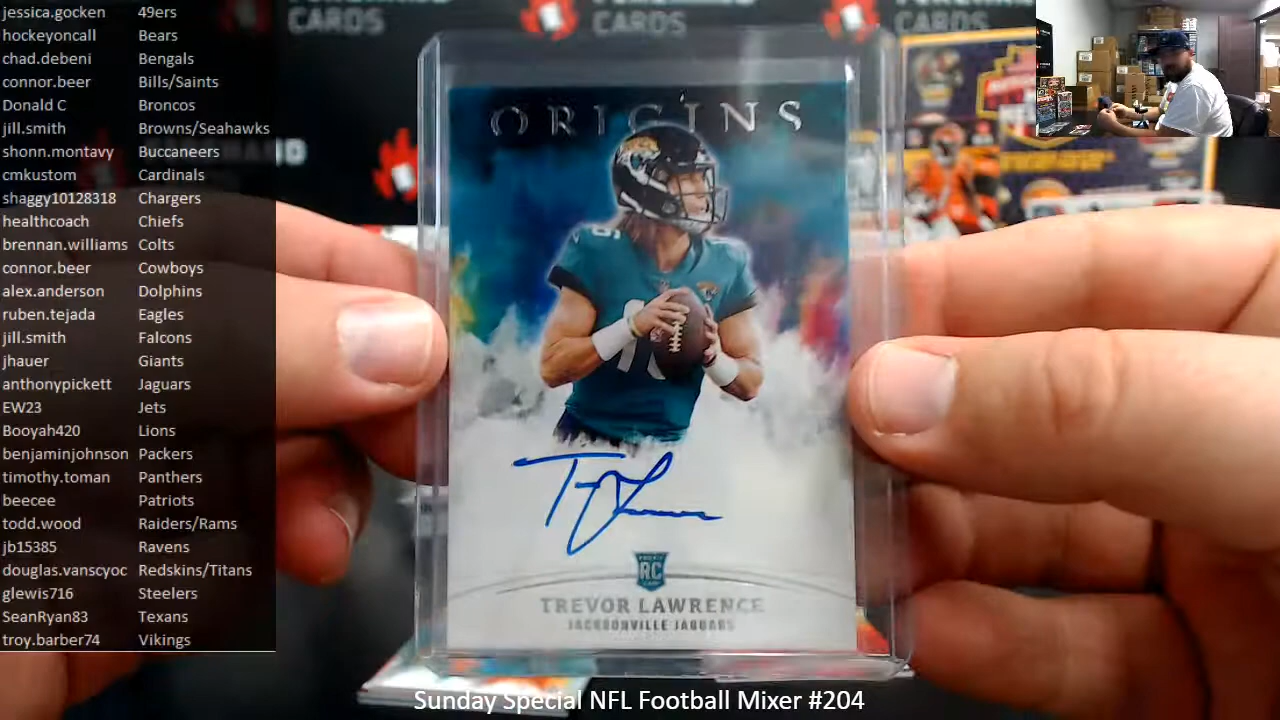 jessica.gocken 49ers
hockeyoncall Bears
chad.debeni Bengals
connor.beer Bills/Saints
Donald C Broncos
jill.smith Browns/Seahawks
shonn.montavy Buccaneers
cmkustom Cardinals
shaggy10128318 Chargers
healthcoach Chiefs
brennan.williams Colts
connor.beer Cowboys
alex.anderson Dolphins
ruben.tejada Eagles
jill.smith Falcons
jhauer Giants
anthonypickett Jaguars
EW23 Jets
Booyah420 Lions
benjaminjohnson Packers
timothy.toman Panthers
beecee Patriots
todd.wood Raiders/Rams
jb15385 Ravens
douglas.vanscyoc Redskins/Titans
glewis716 Steelers
SeanRyan83 Texans
troy.barber74 Vikings
CARDS
CARDS
ORIGINS
16
RC
TREVOR LAWRENCE
JACKSONVILLE JAGUARS
Sunday Special NFL Football Mixer #204